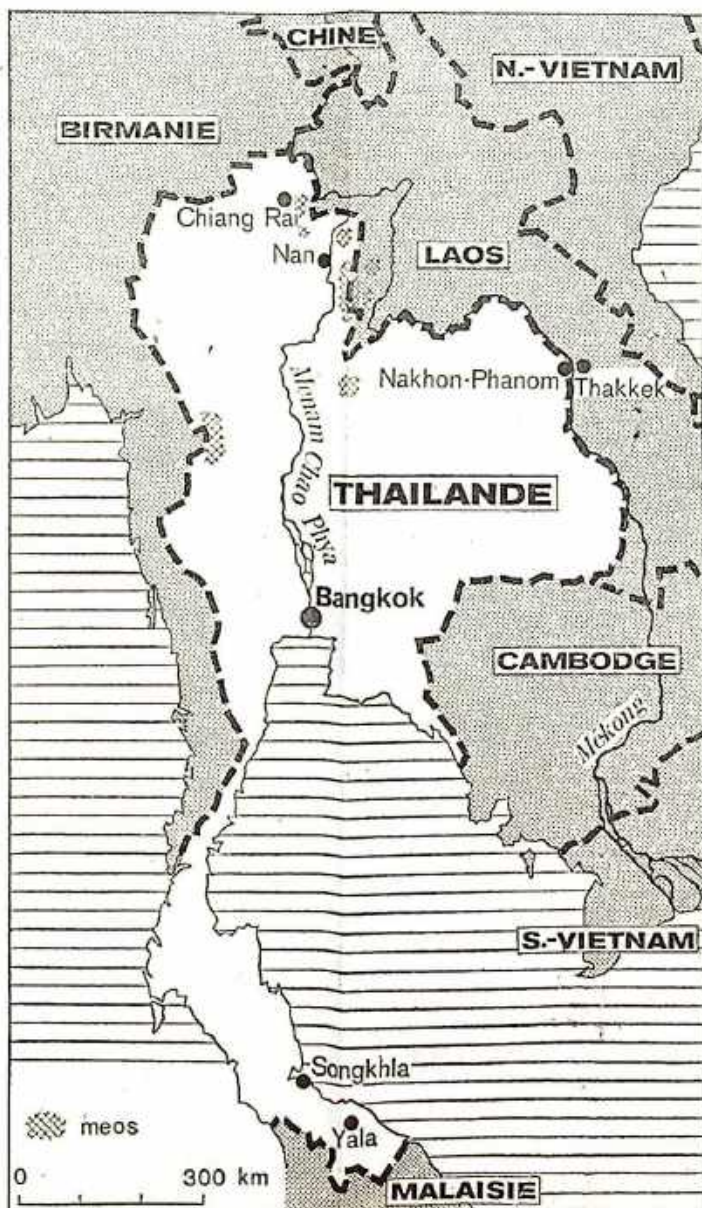 CHINE
N.-VIETNAM
BIRMANIE
Chiang Rai
Nan
LAOS
Nakhon-Phanom
Thakkek
Menam Chao Phya
THAILANDE
Bangkok
CAMBODGE
Mekong
S.-VIETNAM
Songkhla
meos
Yala
0 300 km
MALAISIE